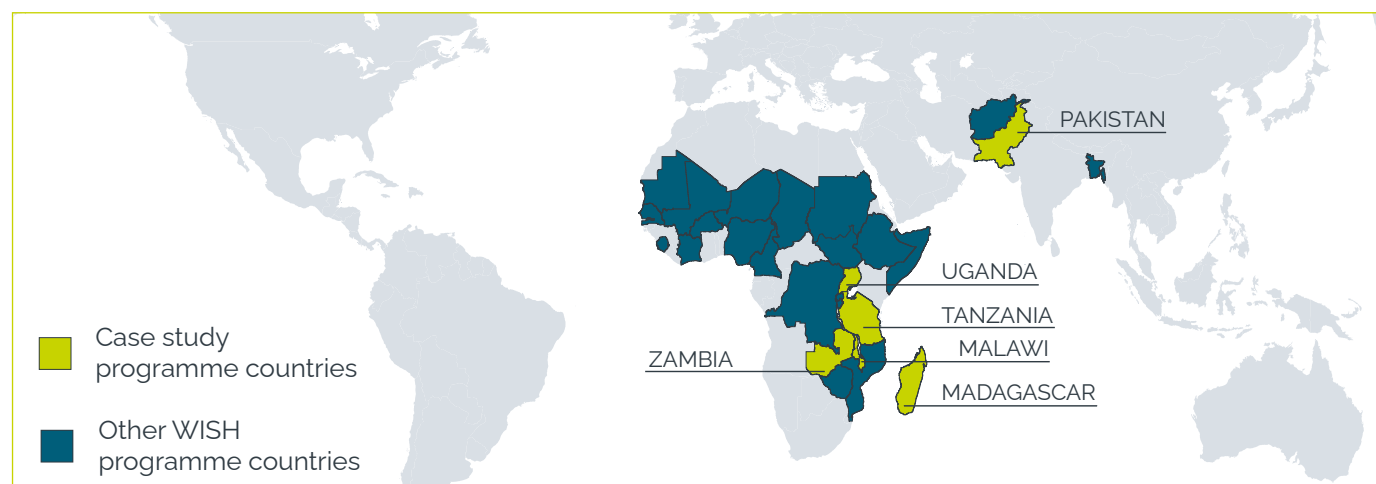 PAKISTAN
UGANDA
TANZANIA
MALAWI
ZAMBIA
MADAGASCAR
Case study
programme countries
Other WISH
programme countries